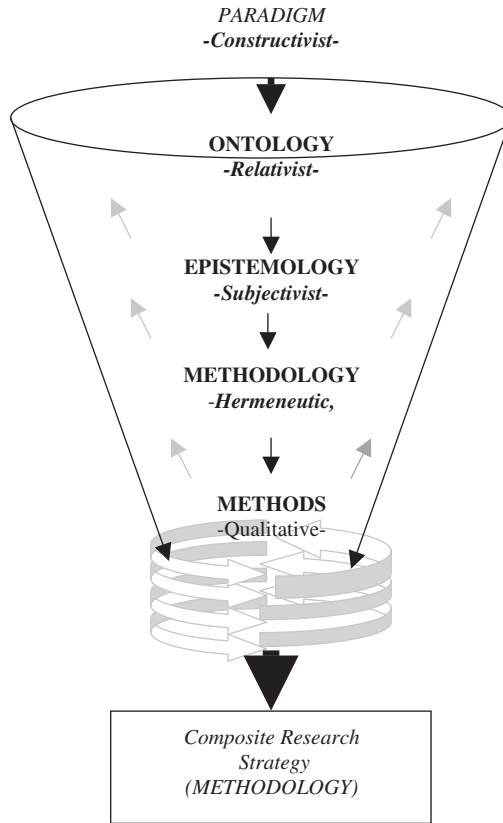 PARADIGM
-Constructivist-
ONTOLOGY
-Relativist-
EPISTEMOLOGY
-Subjectivist-
METHODOLOGY
-Hermeneutic,
METHODS
-Qualitative-
Composite Research
Strategy
(METHODOLOGY)